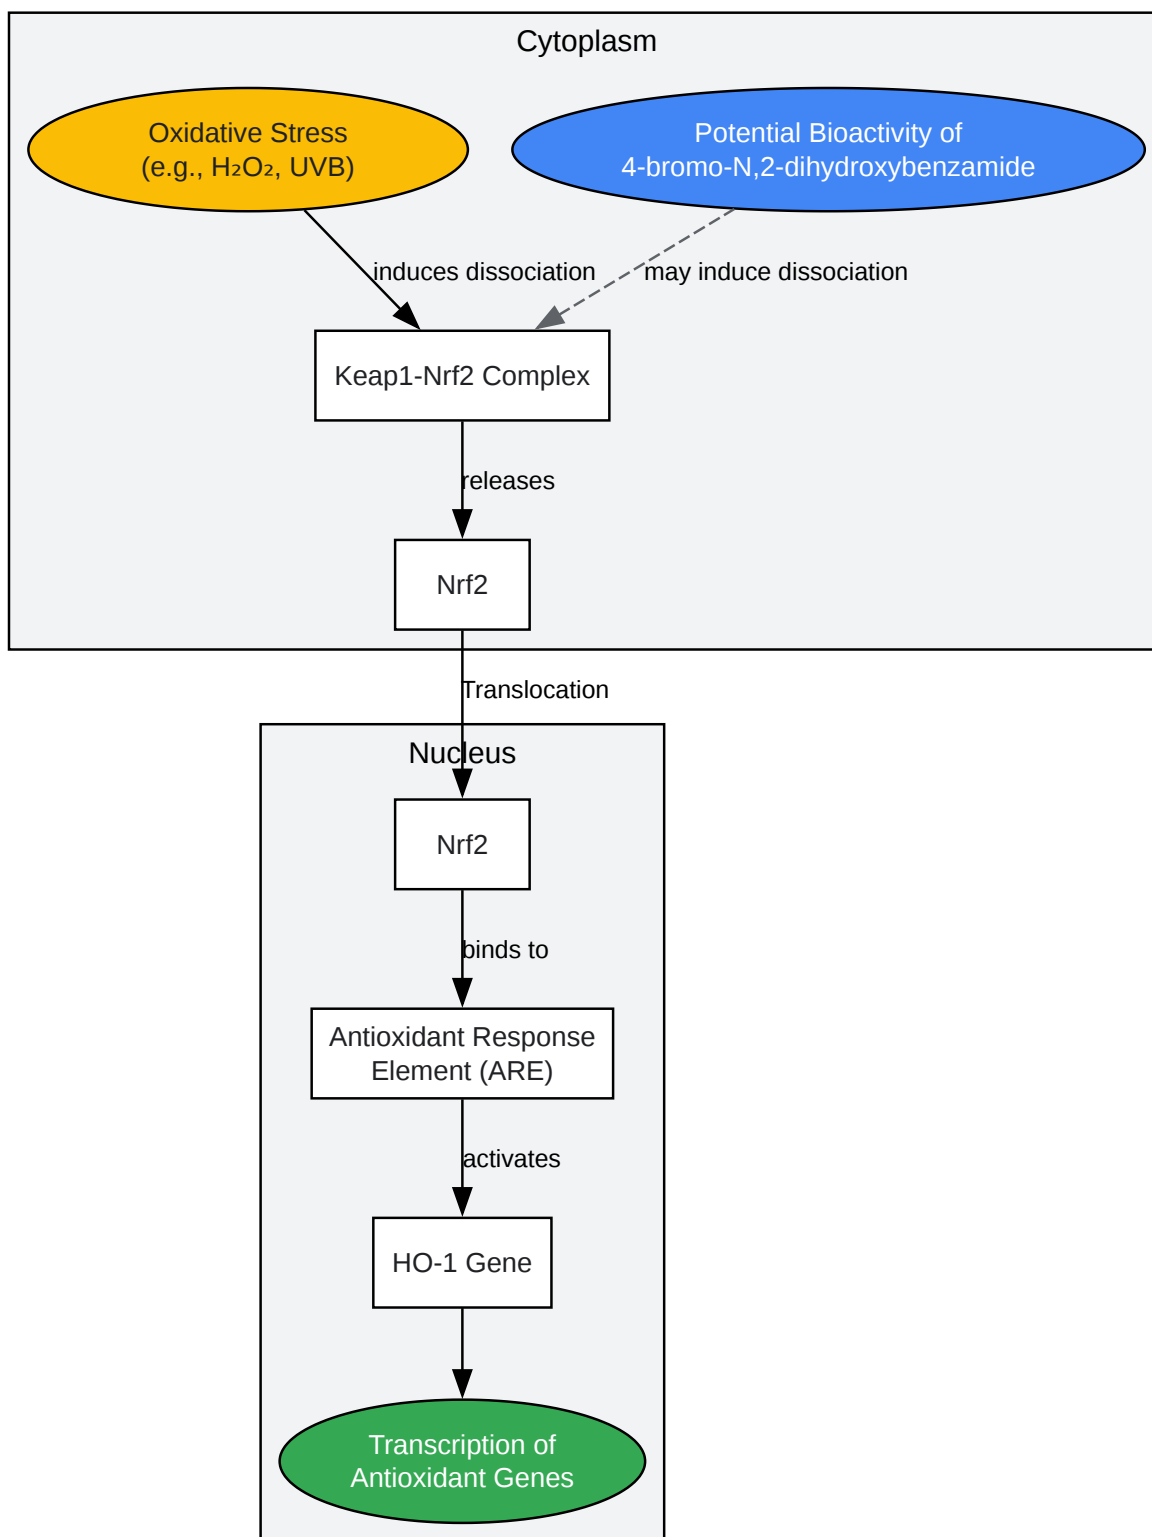 Cytoplasm
Oxidative Stress
(e.g., H₂O₂, UVB)
Potential Bioactivity of
4-bromo-N,2-dihydroxybenzamide
induces dissociation
may induce dissociation
Keap1-Nrf2 Complex
releases
Nrf2
Translocation
Nucleus
Nrf2
binds to
Antioxidant Response
Element (ARE)
activates
HO-1 Gene
Transcription of
Antioxidant Genes